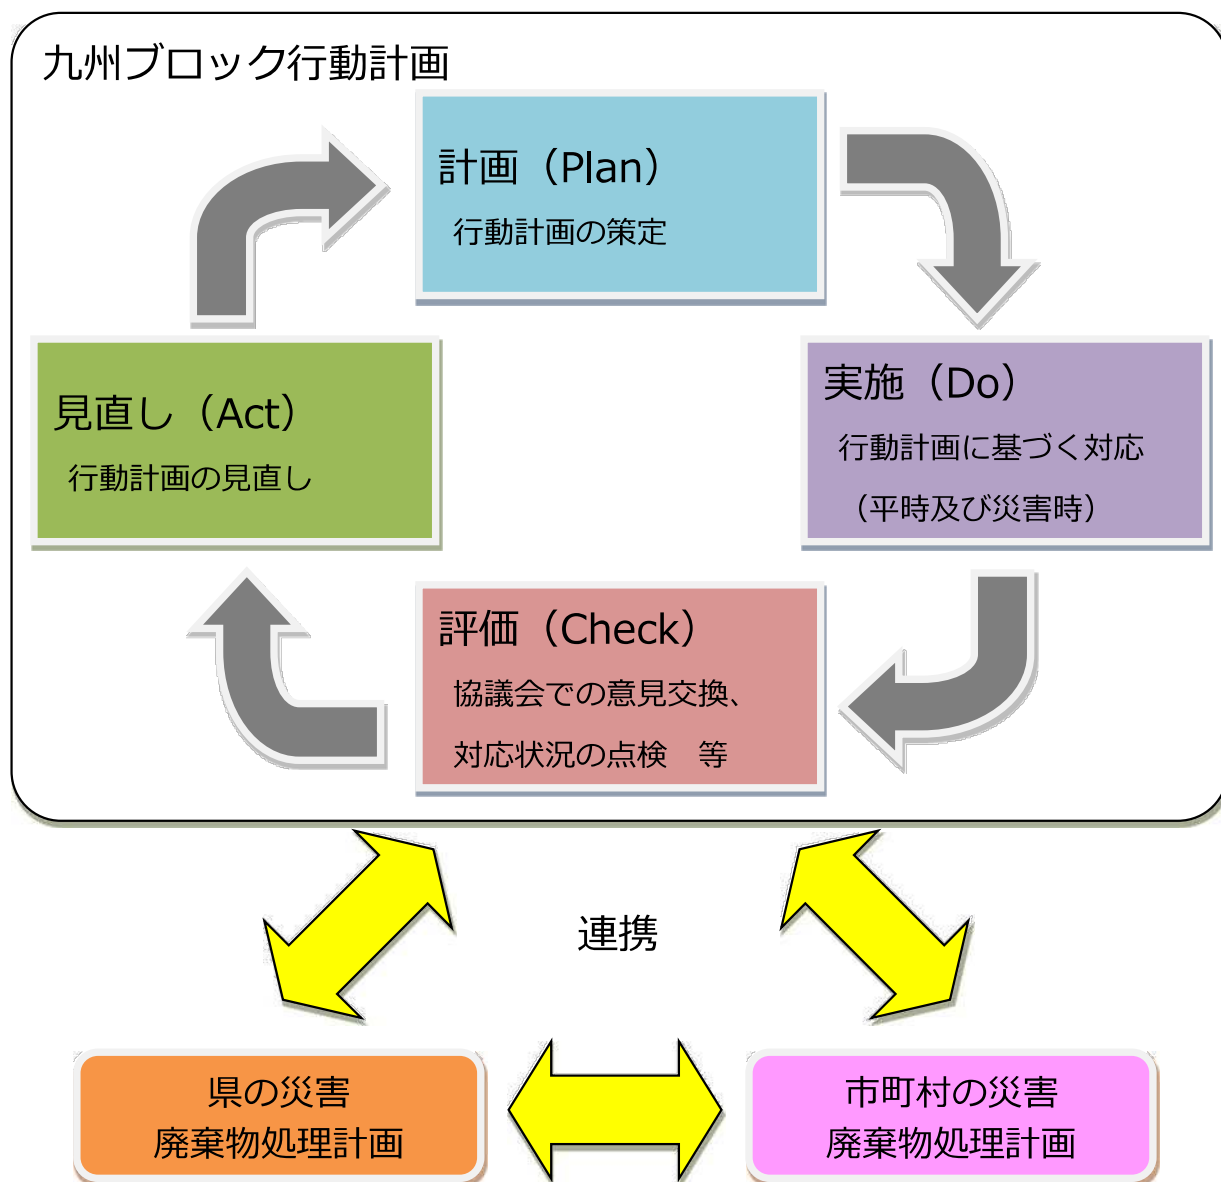 九州ブロック行動計画
計画（Plan）
行動計画の策定
見直し（Act）
行動計画の見直し
実施（Do）
行動計画に基づく対応
（平時及び災害時）
評価（Check）
協議会での意見交換、
対応状況の点検　等
連携
県の災害
廃棄物処理計画
市町村の災害
廃棄物処理計画